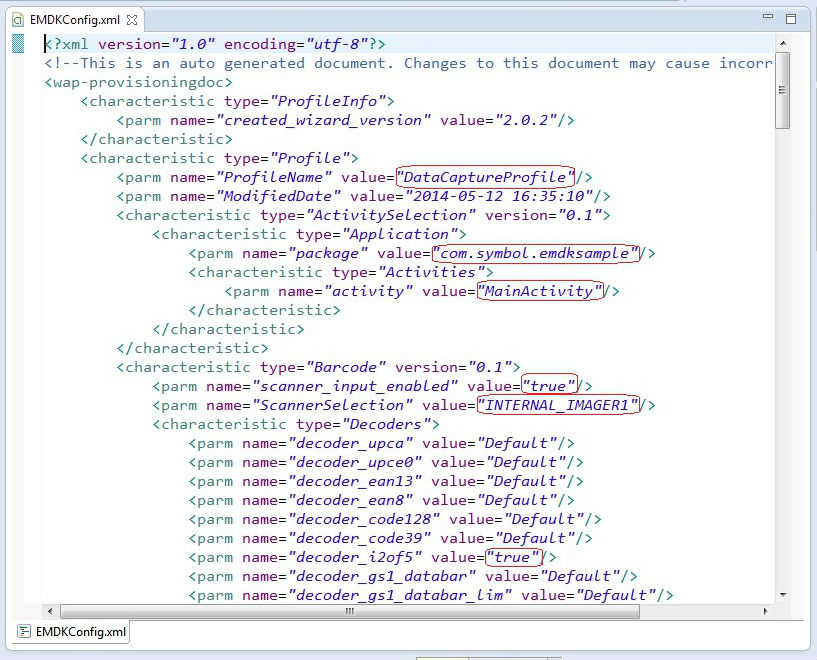 EMDKConfig.xml
<?xml version="1.0" encoding="utf-8"?>
<!--This is an auto generated document. Changes to this document may cause incorr
<wap-provisioningdoc>
<characteristic type="ProfileInfo">
<parm name="created_wizard_version" value="2.0.2"/>
</characteristic>
<characteristic type="Profile">
<parm name="ProfileName" value="DataCaptureProfile"/>
<parm name="ModifiedDate" value="2014-05-12 16:35:10"/>
<characteristic type="ActivitySelection" version="0.1">
<characteristic type="Application">
<parm name="package" value="com.symbol.emdksample"/>
<characteristic type="Activities">
<parm name="activity" value="MainActivity"/>
</characteristic>
</characteristic>
</characteristic>
<characteristic type="Barcode" version="0.1">
<parm name="scanner_input_enabled" value="true"/>
<parm name="ScannerSelection" value="INTERNAL_IMAGER1"/>
<characteristic type="Decoders">
<parm name="decoder_upca" value="Default"/>
<parm name="decoder_upce0" value="Default"/>
<parm name="decoder_ean13" value="Default"/>
<parm name="decoder_ean8" value="Default"/>
<parm name="decoder_code128" value="Default"/>
<parm name="decoder_code39" value="Default"/>
<parm name="decoder_i2of5" value="true"/>
<parm name="decoder_gs1_databar" value="Default"/>
<parm name="decoder_gs1_databar_lim" value="Default"/>
EMDKConfig.xml